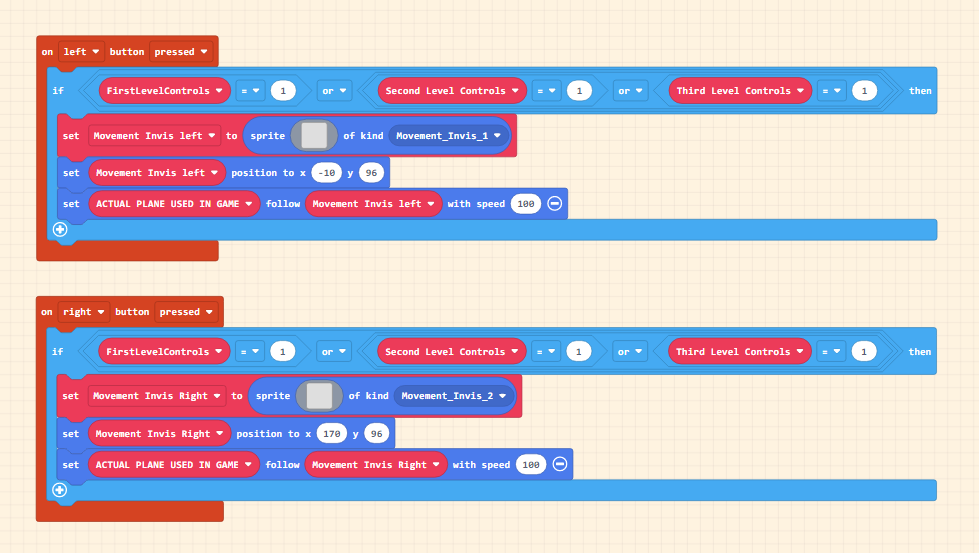 on left button pressed
if FirstLevelControls = 1 or Second Level Controls = 1 or Third Level Controls = 1 then
set Movement Invis left to sprite of kind Movement_Invis_1
set Movement Invis left position to x -10 y 96
set ACTUAL PLANE USED IN GAME follow Movement Invis left with speed 100
on right button pressed
if FirstLevelControls = 1 or Second Level Controls = 1 or Third Level Controls = 1 then
set Movement Invis Right to sprite of kind Movement_Invis_2
set Movement Invis Right position to x 170 y 96
set ACTUAL PLANE USED IN GAME follow Movement Invis Right with speed 100